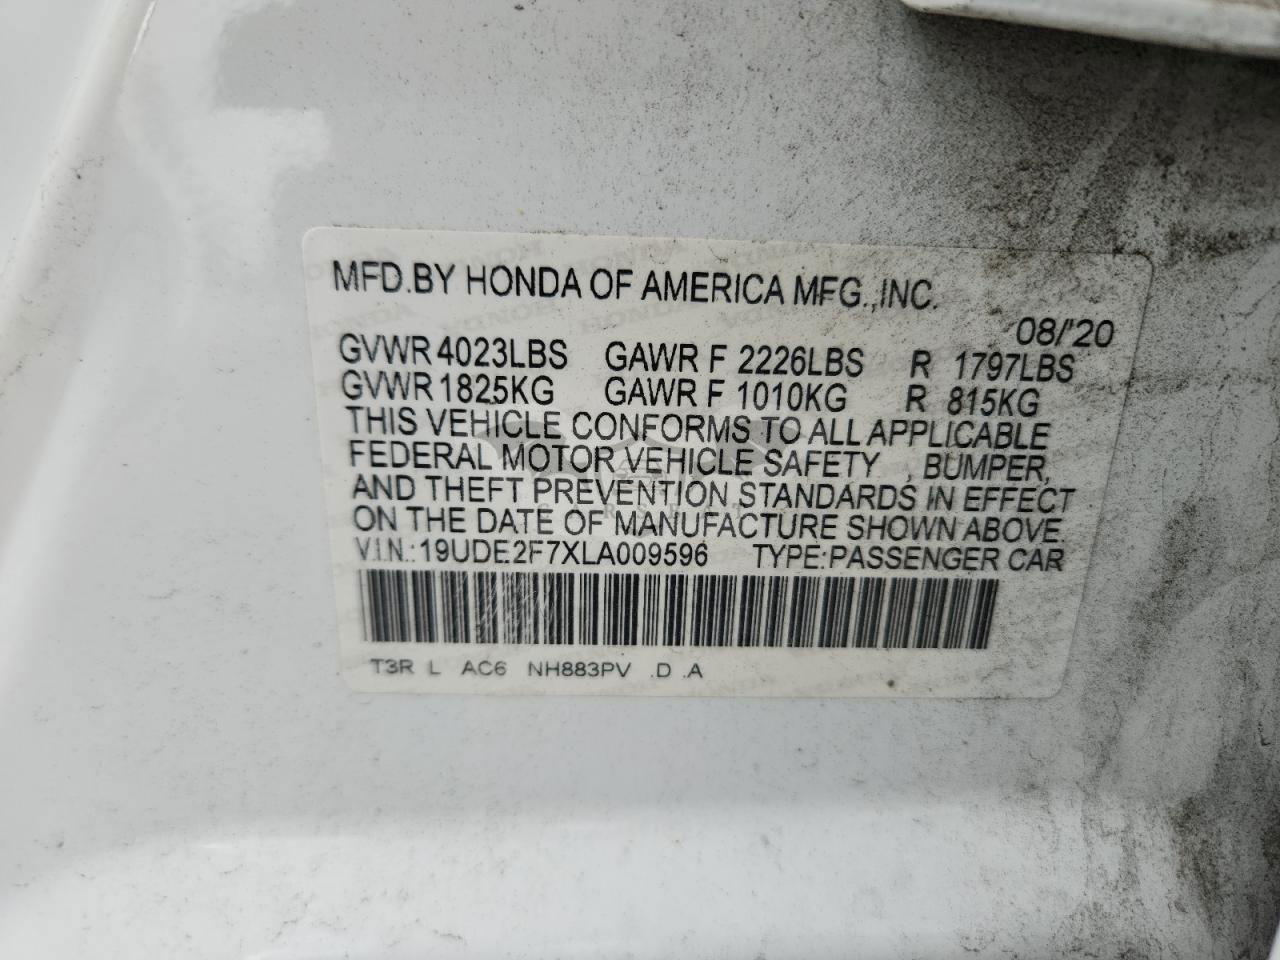 MFD.BY HONDA OF AMERICA MFG.,INC.
08/'20
GVWR 4023LBS GAWR F 2226LBS R 1797LBS
GVWR 1825KG GAWR F 1010KG R 815KG
THIS VEHICLE CONFORMS TO ALL APPLICABLE
FEDERAL MOTOR VEHICLE SAFETY , BUMPER,
AND THEFT PREVENTION STANDARDS IN EFFECT
ON THE DATE OF MANUFACTURE SHOWN ABOVE.
V.I.N.: 19UDE2F7XLA009596 TYPE:PASSENGER CAR
T3R L AC6 NH883PV .D .A